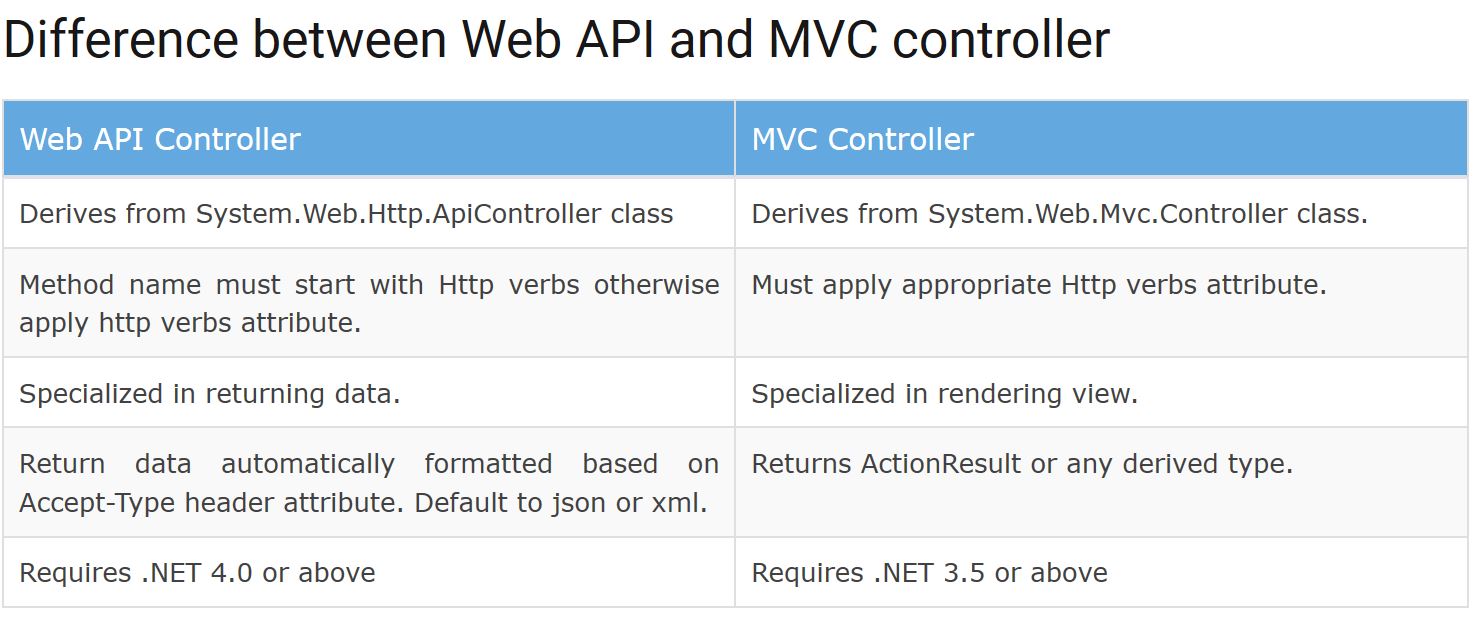 Difference between Web API and MVC controller
Web API Controller
MVC Controller
Derives from System.Web.Http.ApiController class
Derives from System.Web.Mvc.Controller class.
Method name must start with Http verbs otherwise
apply http verbs attribute.
Must apply appropriate Http verbs attribute.
Specialized in returning data.
Specialized in rendering view.
Return data automatically formatted based on
Accept-Type header attribute. Default to json or xml.
Returns ActionResult or any derived type.
Requires .NET 4.0 or above
Requires .NET 3.5 or above